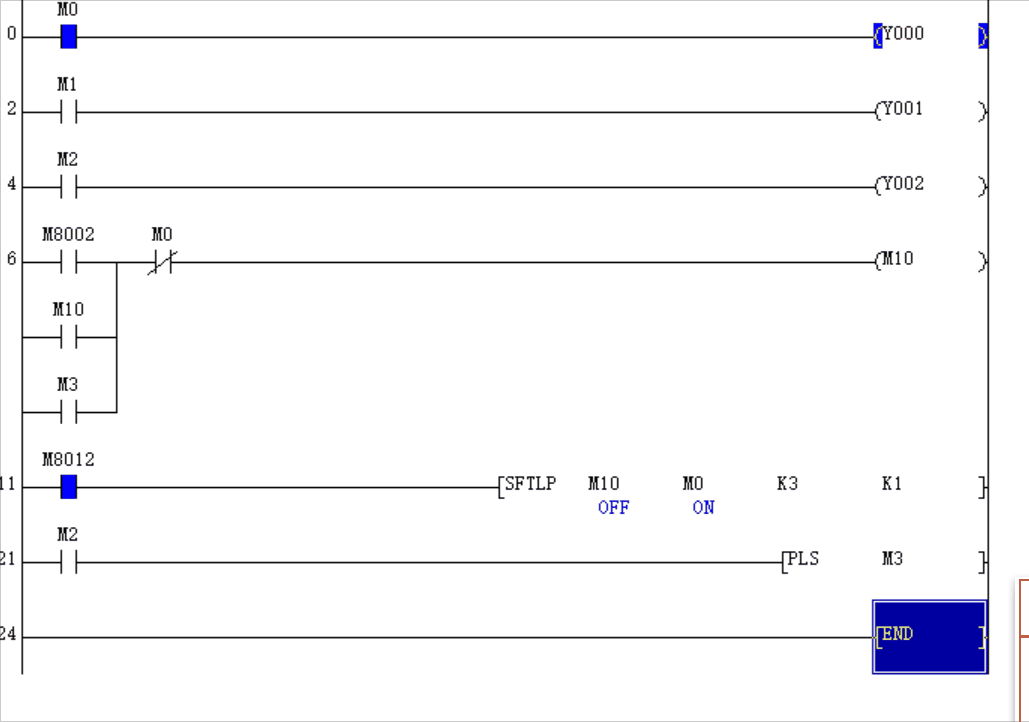 M0
0 (Y000 )
M1
2 (Y001 )
M2
4 (Y002 )
M8002 M0
6 (M10 )
M10
M3
M8012
11 [SFTLP M10 M0 K3 K1 ]
OFF ON
M2
21 [PLS M3 ]
24 [END ]